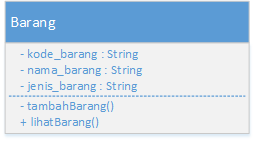 Barang
- kode_barang : String
- nama_barang : String
- jenis_barang : String
- tambahBarang()
+ lihatBarang()